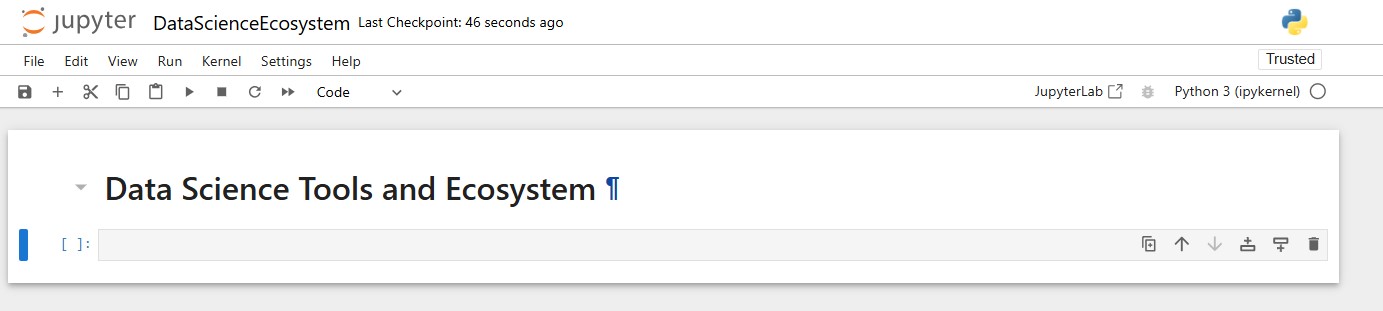 jupyter DataScienceEcosystem Last Checkpoint: 46 seconds ago
File Edit View Run Kernel Settings Help Trusted
Code JupyterLab Python 3 (ipykernel)
Data Science Tools and Ecosystem ¶
[ ]: